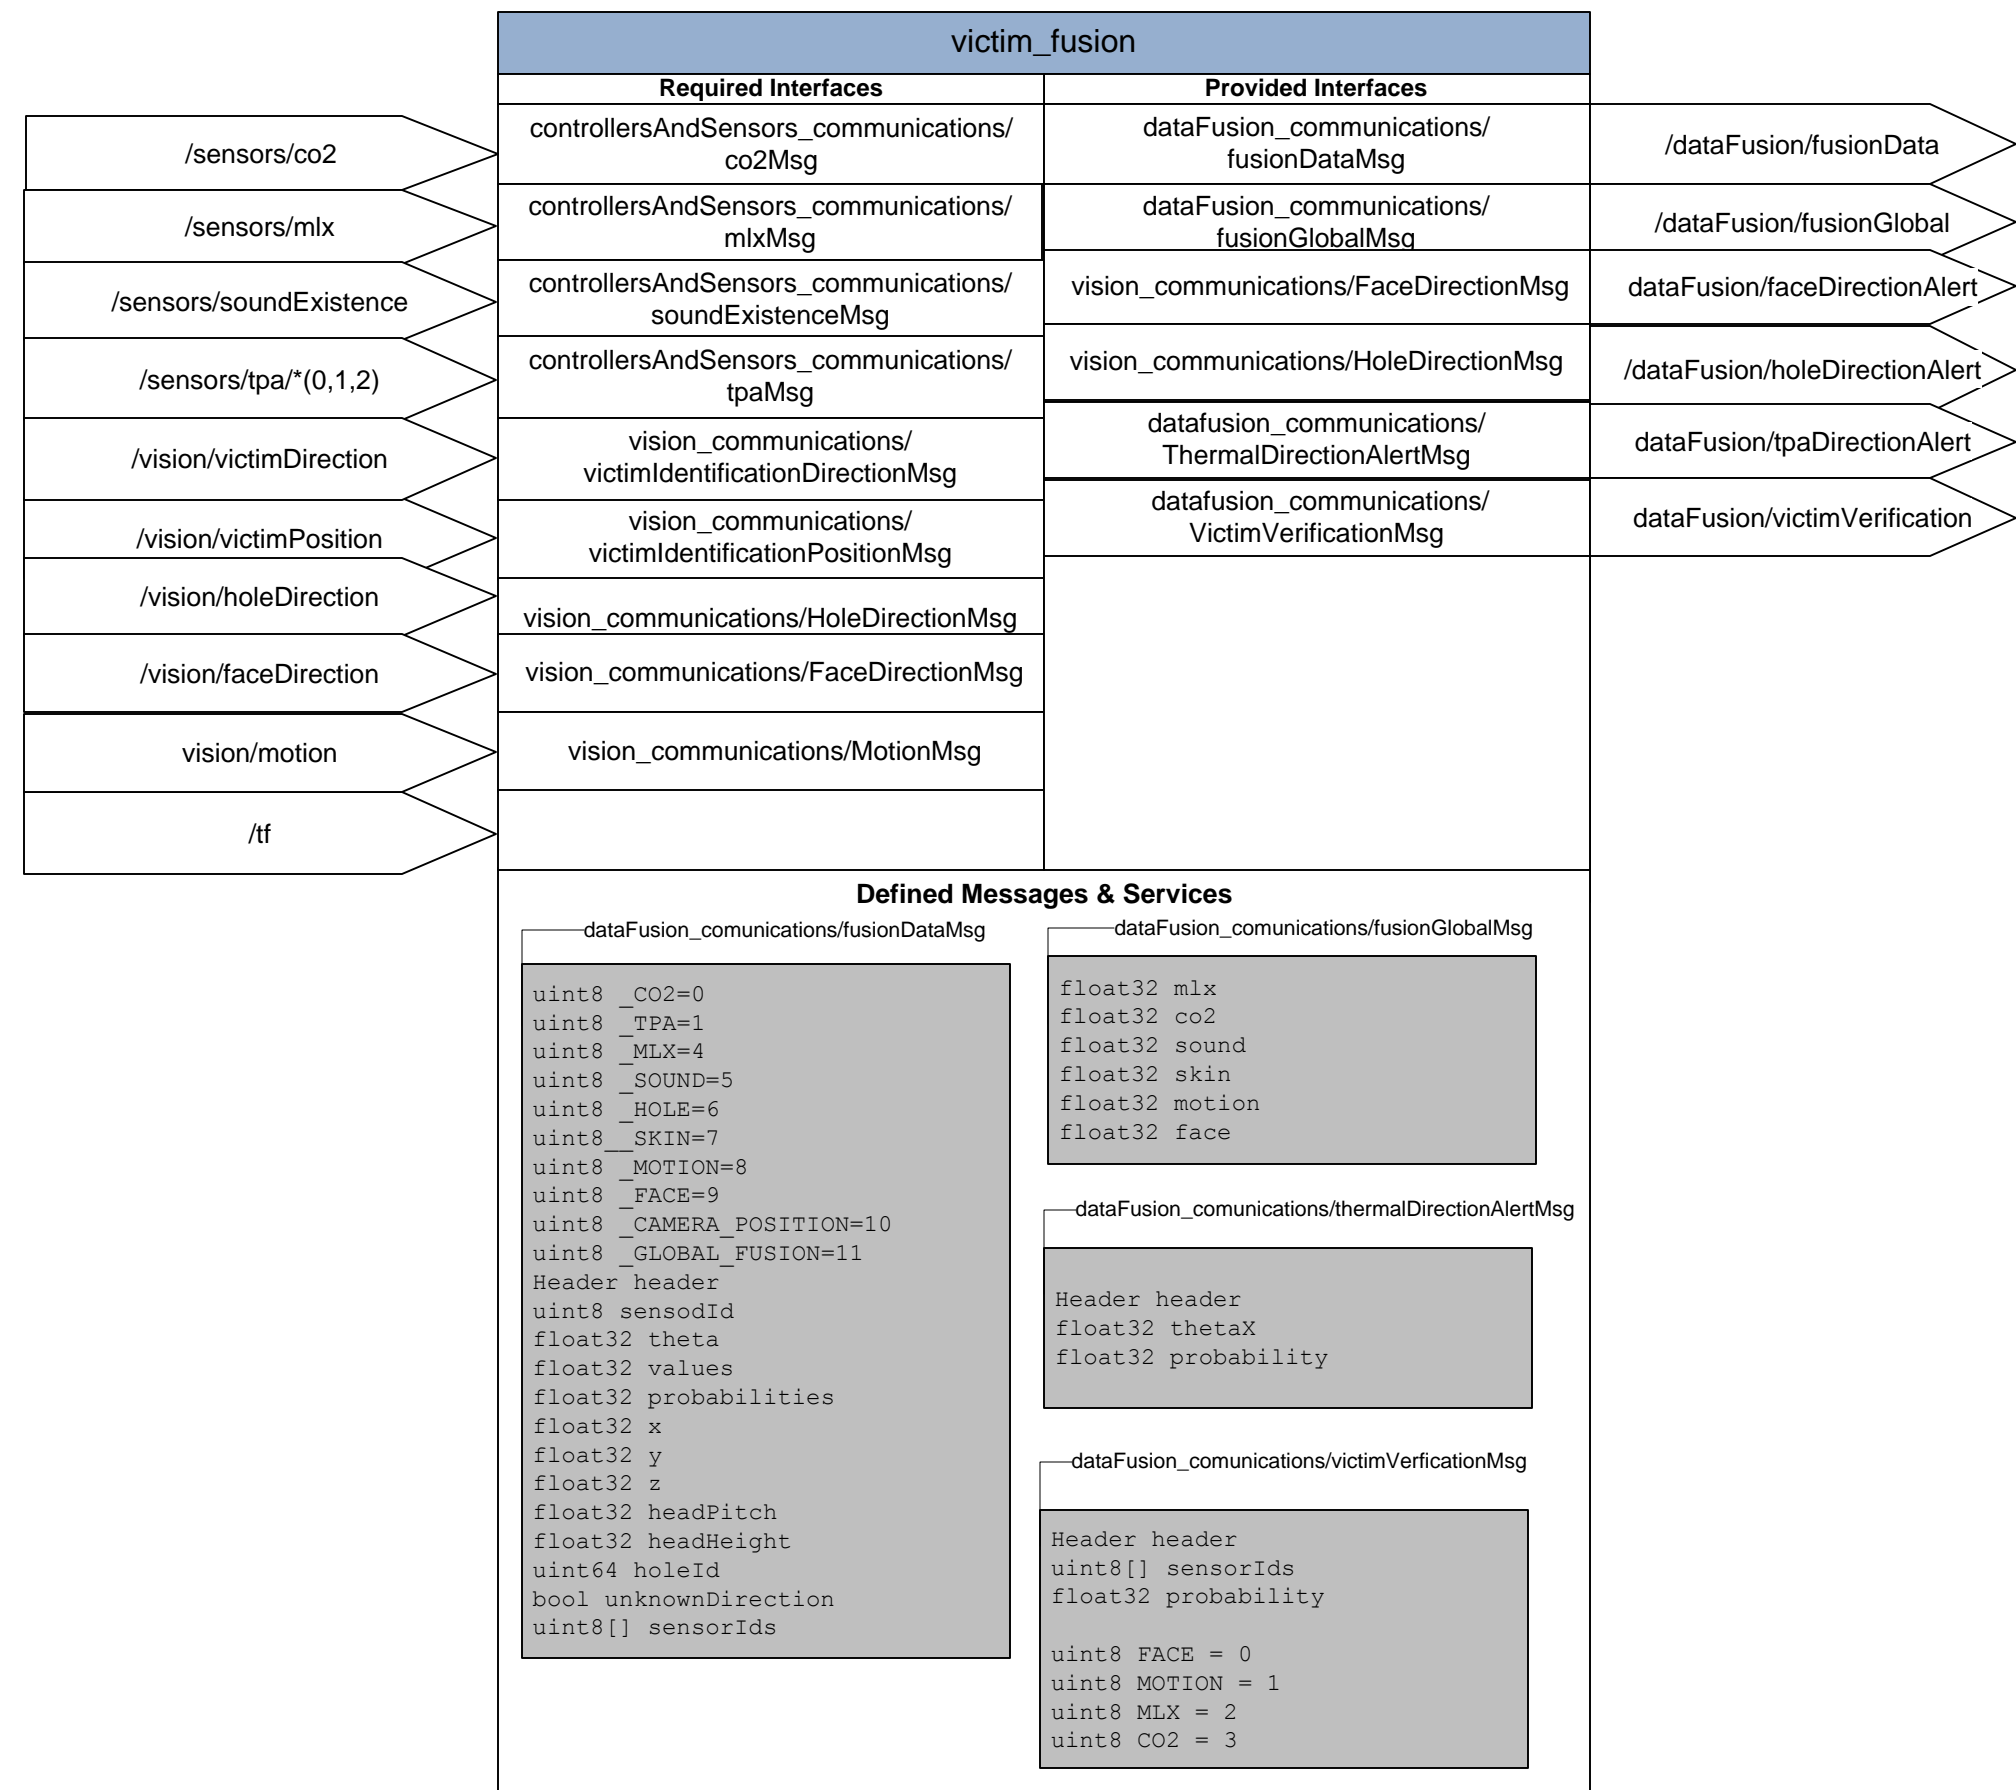 victim_fusion
Required Interfaces
Provided Interfaces
/sensors/co2
controllersAndSensors_communications/
co2Msg
dataFusion_communications/
fusionDataMsg
/dataFusion/fusionData
/sensors/mlx
controllersAndSensors_communications/
mlxMsg
dataFusion_communications/
fusionGlobalMsg
/dataFusion/fusionGlobal
/sensors/soundExistence
controllersAndSensors_communications/
soundExistenceMsg
vision_communications/FaceDirectionMsg
dataFusion/faceDirectionAlert
/sensors/tpa/*(0,1,2)
controllersAndSensors_communications/
tpaMsg
vision_communications/HoleDirectionMsg
/dataFusion/holeDirectionAlert
/vision/victimDirection
vision_communications/
victimIdentificationDirectionMsg
datafusion_communications/
ThermalDirectionAlertMsg
dataFusion/tpaDirectionAlert
/vision/victimPosition
vision_communications/
victimIdentificationPositionMsg
datafusion_communications/
VictimVerificationMsg
dataFusion/victimVerification
/vision/holeDirection
vision_communications/HoleDirectionMsg
/vision/faceDirection
vision_communications/FaceDirectionMsg
vision/motion
vision_communications/MotionMsg
/tf
Defined Messages & Services
dataFusion_comunications/fusionDataMsg
uint8 _CO2=0
uint8 _TPA=1
uint8 _MLX=4
uint8 _SOUND=5
uint8 _HOLE=6
uint8__SKIN=7
uint8 _MOTION=8
uint8 _FACE=9
uint8 _CAMERA_POSITION=10
uint8 _GLOBAL_FUSION=11
Header header
uint8 sensodId
float32 theta
float32 values
float32 probabilities
float32 x
float32 y
float32 z
float32 headPitch
float32 headHeight
uint64 holeId
bool unknownDirection
uint8[] sensorIds
dataFusion_comunications/fusionGlobalMsg
float32 mlx
float32 co2
float32 sound
float32 skin
float32 motion
float32 face
dataFusion_comunications/thermalDirectionAlertMsg
Header header
float32 thetaX
float32 probability
dataFusion_comunications/victimVerficationMsg
Header header
uint8[] sensorIds
float32 probability
uint8 FACE = 0
uint8 MOTION = 1
uint8 MLX = 2
uint8 CO2 = 3